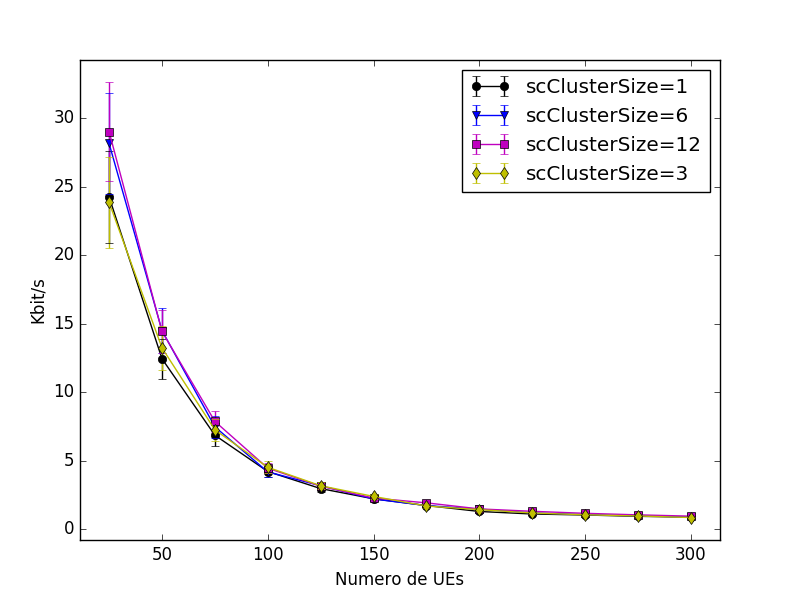 scClusterSize=1
scClusterSize=6
scClusterSize=12
scClusterSize=3
30
25
20
15
10
5
0
Kbit/s
50 100 150 200 250 300
Numero de UEs